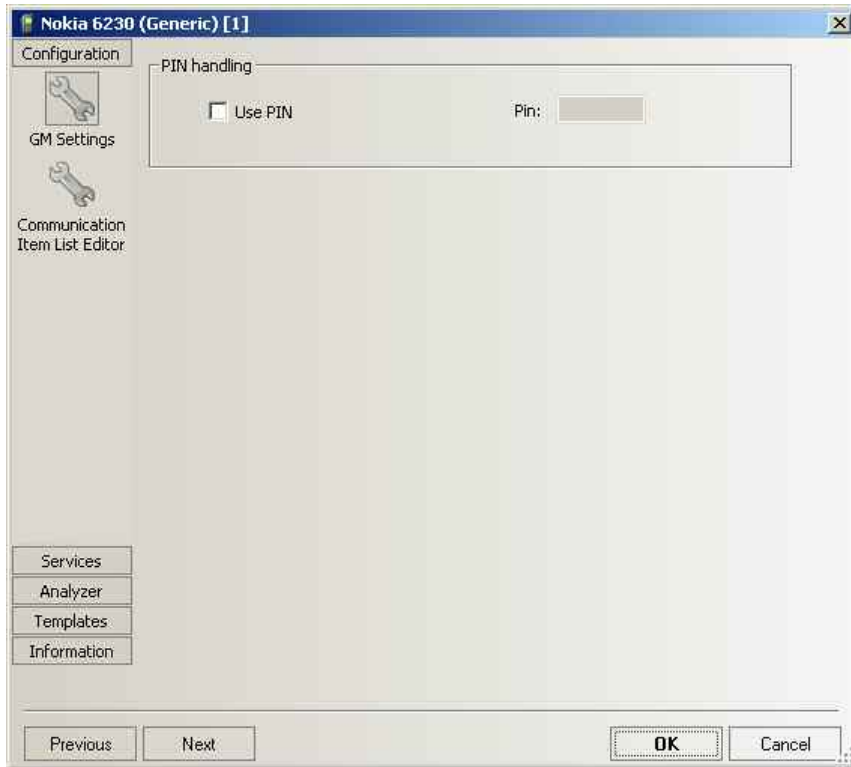 Nokia 6230 (Generic) [1]
Configuration
GM Settings
Communication
Item List Editor
PIN handling
Use PIN
Pin:
Services
Analyzer
Templates
Information
Previous
Next
OK
Cancel